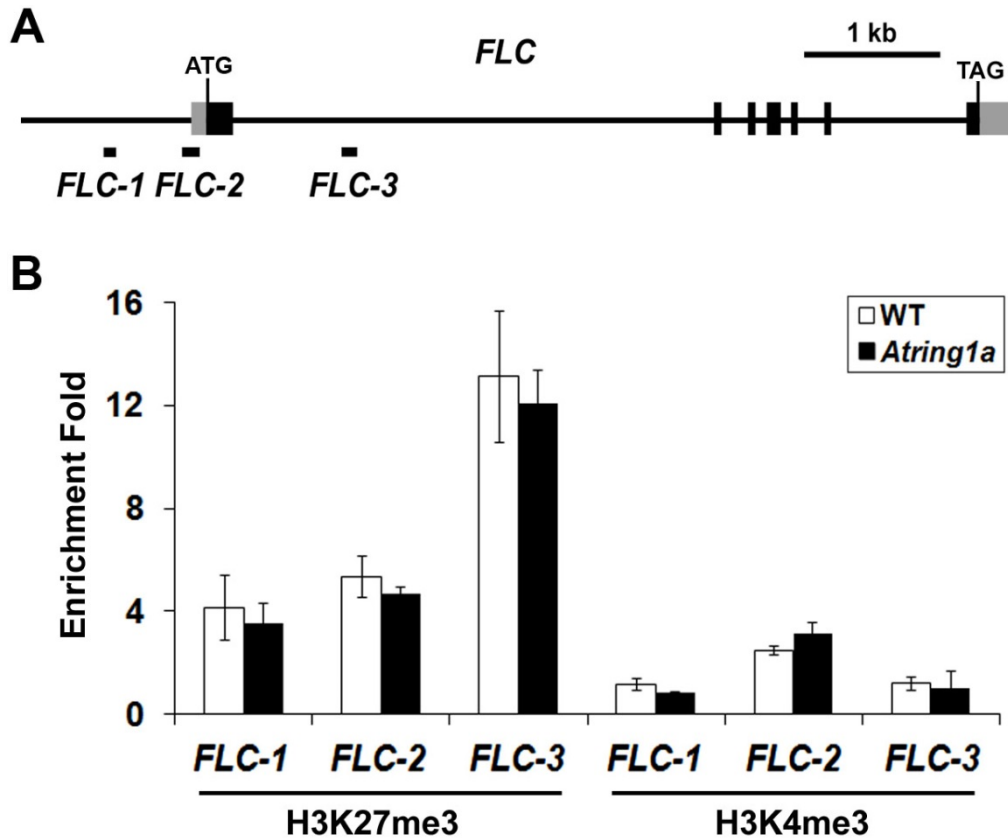 A
FLC
1 kb
ATG
TAG
FLC-1 FLC-2 FLC-3
B
Enrichment Fold
16
12
8
4
0
WT
Atring1a
FLC-1 FLC-2 FLC-3 FLC-1 FLC-2 FLC-3
H3K27me3 H3K4me3